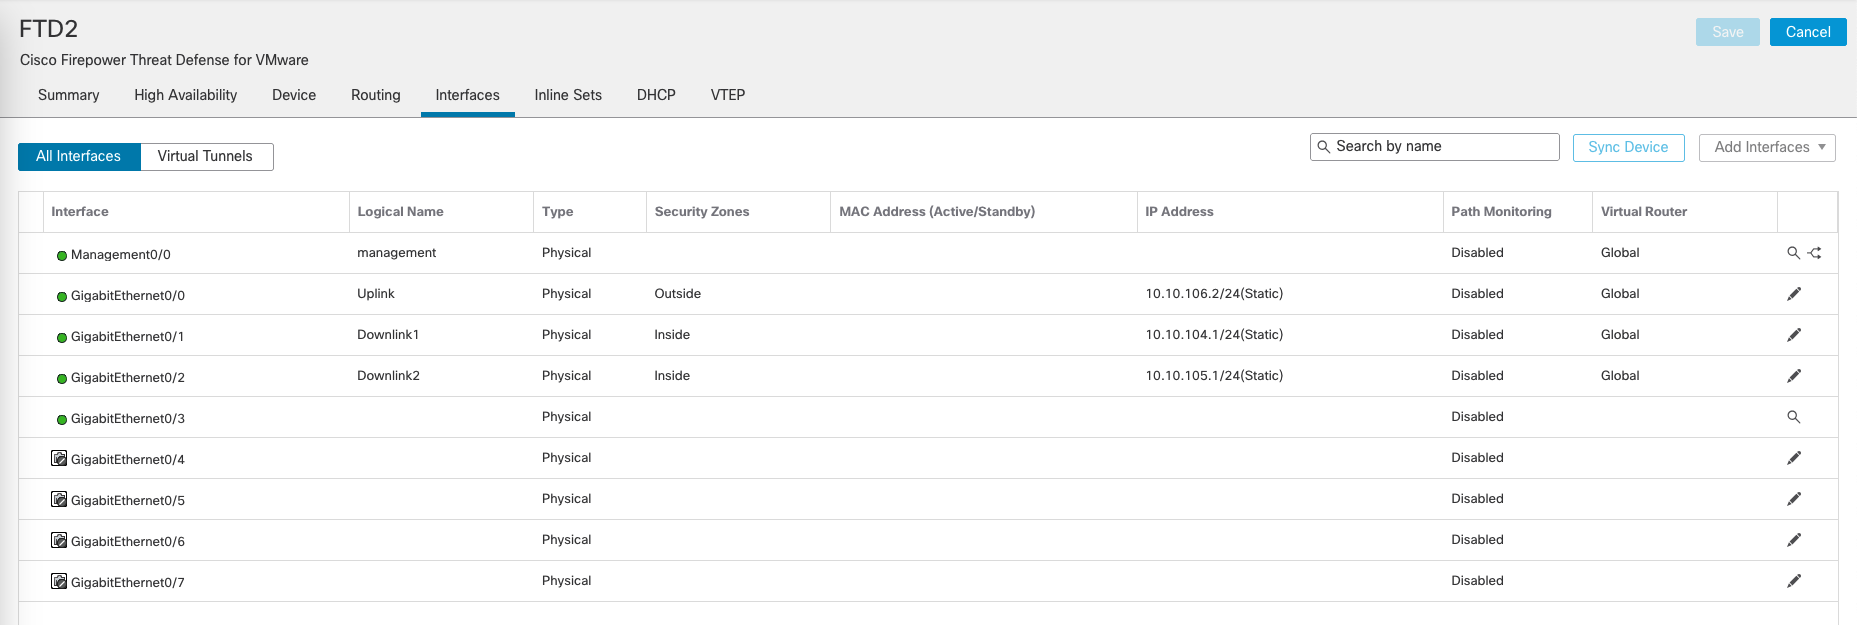 FTD2
Save Cancel
Cisco Firepower Threat Defense for VMware
Summary High Availability Device Routing Interfaces Inline Sets DHCP VTEP
All Interfaces Virtual Tunnels Search by name Sync Device Add Interfaces
Interface Logical Name Type Security Zones MAC Address (Active/Standby) IP Address Path Monitoring Virtual Router
Management0/0 management Physical Disabled Global
GigabitEthernet0/0 Uplink Physical Outside 10.10.106.2/24(Static) Disabled Global
GigabitEthernet0/1 Downlink1 Physical Inside 10.10.104.1/24(Static) Disabled Global
GigabitEthernet0/2 Downlink2 Physical Inside 10.10.105.1/24(Static) Disabled Global
GigabitEthernet0/3 Physical Disabled
GigabitEthernet0/4 Physical Disabled
GigabitEthernet0/5 Physical Disabled
GigabitEthernet0/6 Physical Disabled
GigabitEthernet0/7 Physical Disabled